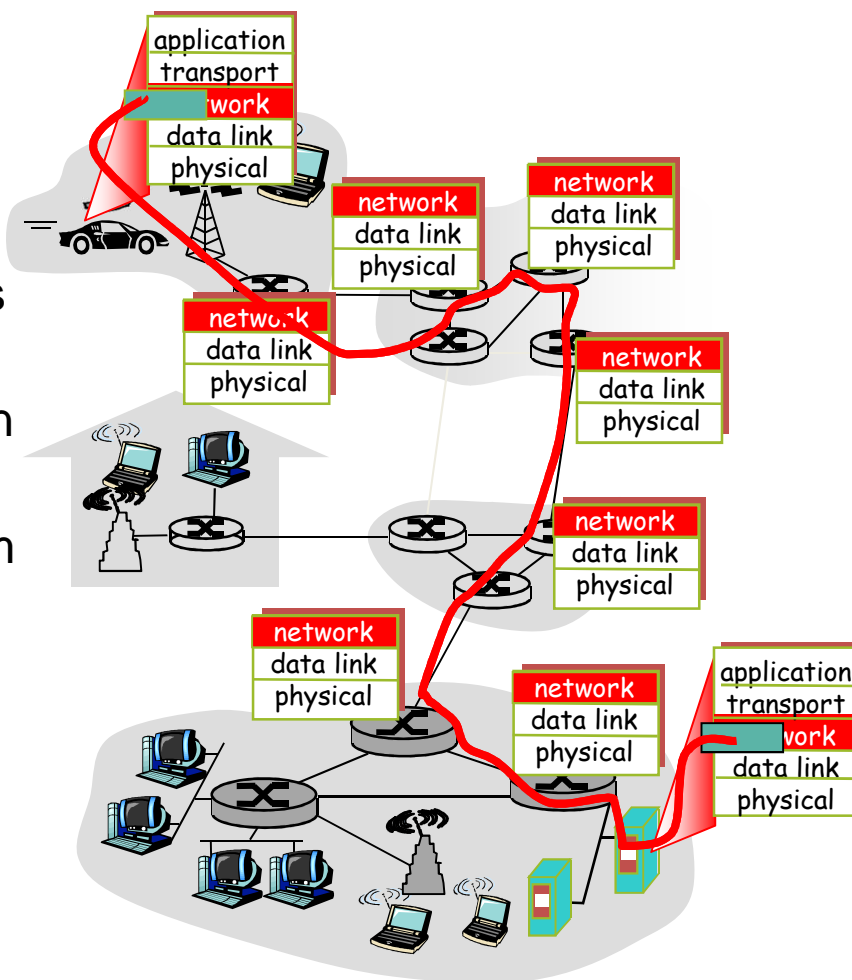 application
transport
work
data link
physical
network
data link
physical
network
data link
physical
network
data link
physical
network
data link
physical
network
data link
physical
network
data link
physical
network
data link
physical
application
transport
work
data link
physical